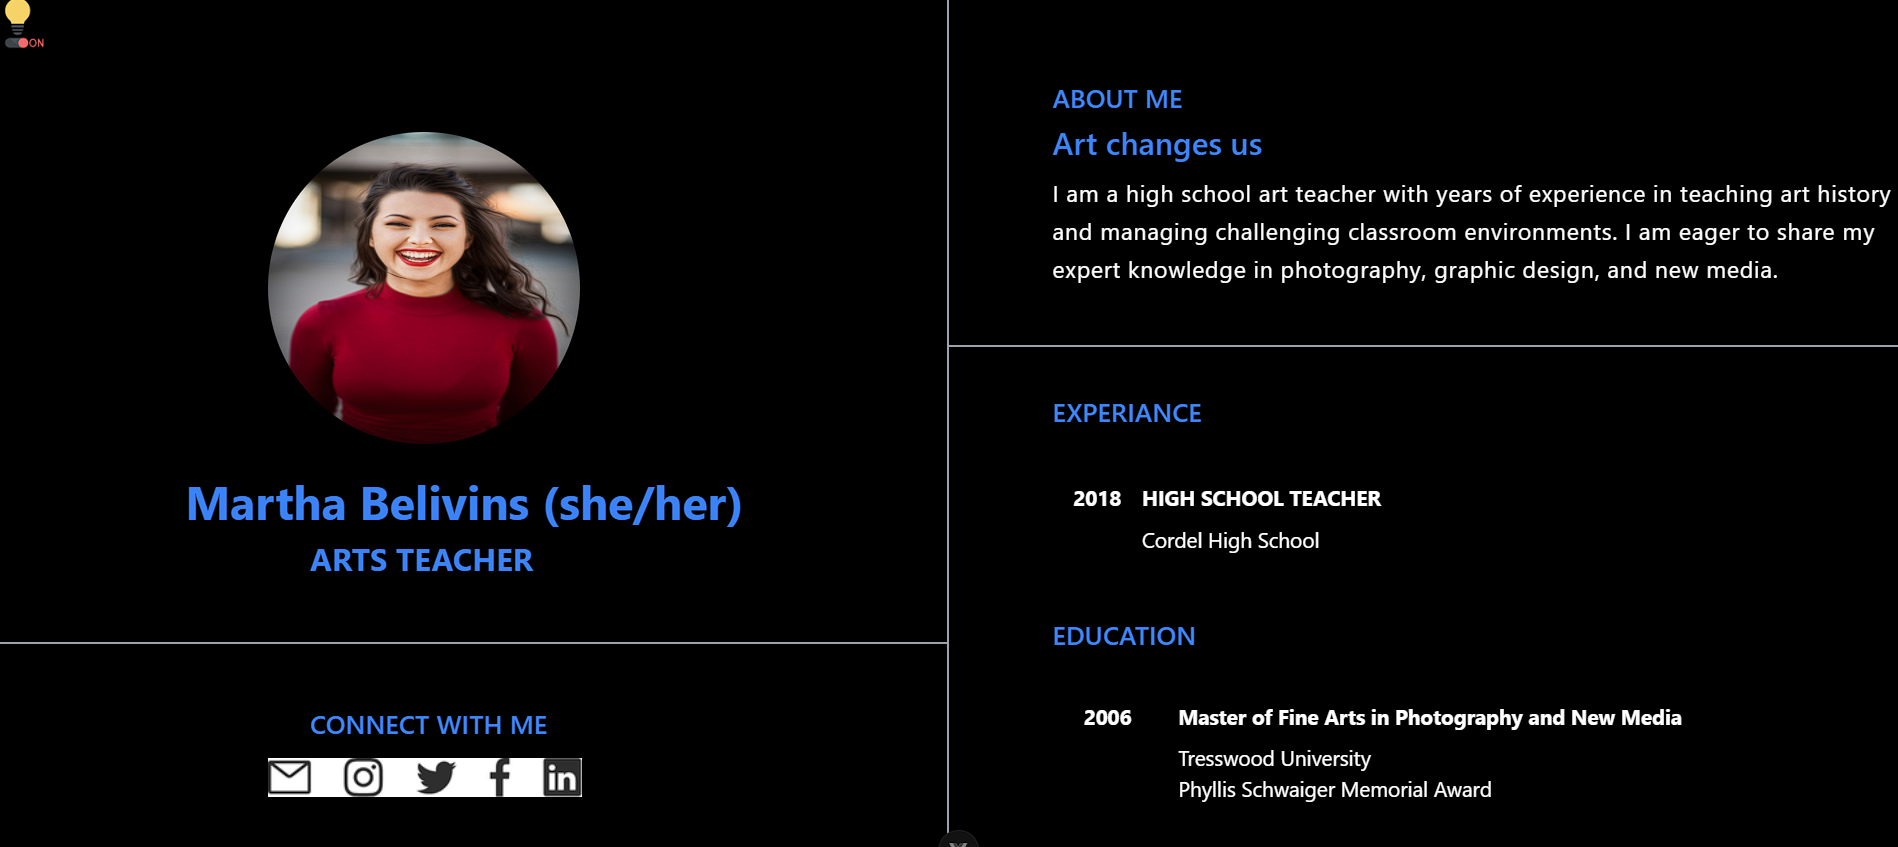 ON
Martha Belivins (she/her)
ARTS TEACHER
CONNECT WITH ME
in
ABOUT ME
Art changes us
I am a high school art teacher with years of experience in teaching art history
and managing challenging classroom environments. I am eager to share my
expert knowledge in photography, graphic design, and new media.
EXPERIANCE
2018 HIGH SCHOOL TEACHER
Cordel High School
EDUCATION
2006 Master of Fine Arts in Photography and New Media
Tresswood University
Phyllis Schwaiger Memorial Award